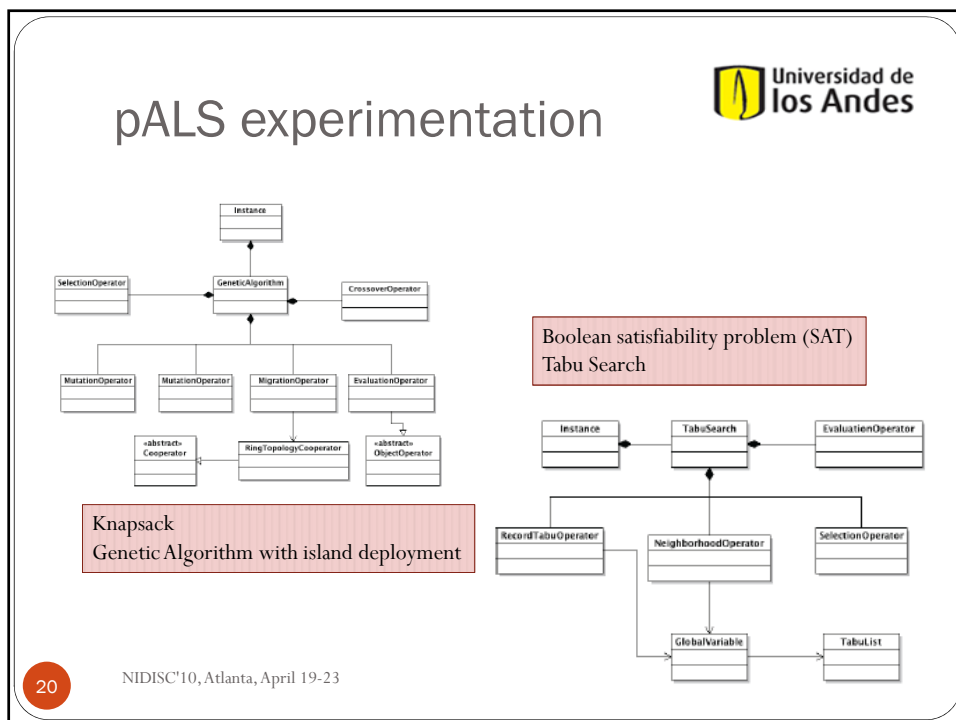 pALS experimentation
Universidad de
los Andes
Instance
SelectionOperator
GeneticAlgorithm
CrossoverOperator
MutationOperator
MutationOperator
MigrationOperator
EvaluationOperator
«abstract»
Cooperator
RingTopologyCooperator
«abstract»
ObjectOperator
Knapsack
Genetic Algorithm with island deployment
Boolean satisfiability problem (SAT)
Tabu Search
Instance
TabuSearch
EvaluationOperator
RecordTabuOperator
NeighborhoodOperator
SelectionOperator
GlobalVariable
TabuList
20
NIDISC'10, Atlanta, April 19-23